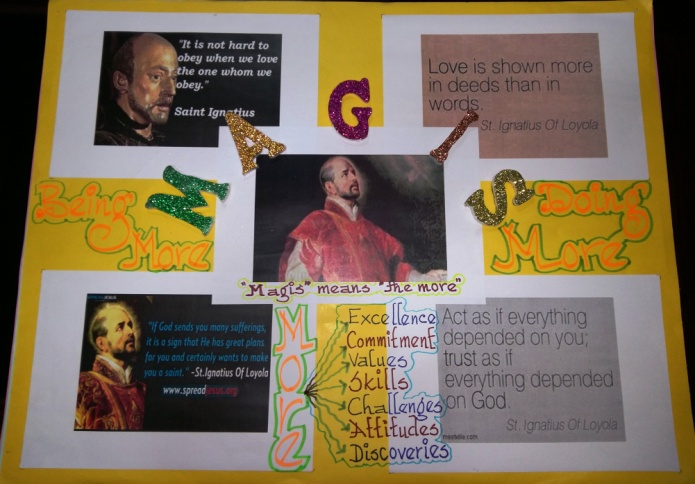 "It is not hard to
obey when we love
the one whom we
obey."
Saint Ignatius
MAGIS
Love is shown more
in deeds than in
words.
St. Ignatius Of Loyola
Being
More
Doing
More
"Magis" means "the more"
"If God sends you many sufferings,
it is a sign that He has great plans
for you and certainly wants to make
you a saint." -St.Ignatius Of Loyola
www.spreadjesus.org
More
Excellence
Commitment
Values
Skills
Challenges
Attitudes
Discoveries
Act as if everything
depended on you;
trust as if
everything depended
on God.
St. Ignatius Of Loyola